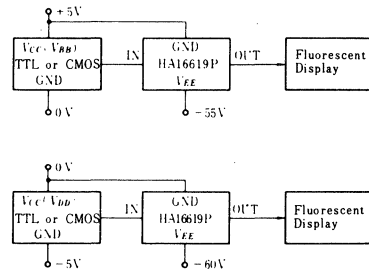 +5V
VCC(VBB)
TTL or CMOS
GND
IN
GND
HA16619P
VEE
OUT
Fluorescent
Display
0V
−55V
0V
VCC(VDD)
TTL or CMOS
GND
IN
GND
HA16619P
VEE
OUT
Fluorescent
Display
−5V
−60V